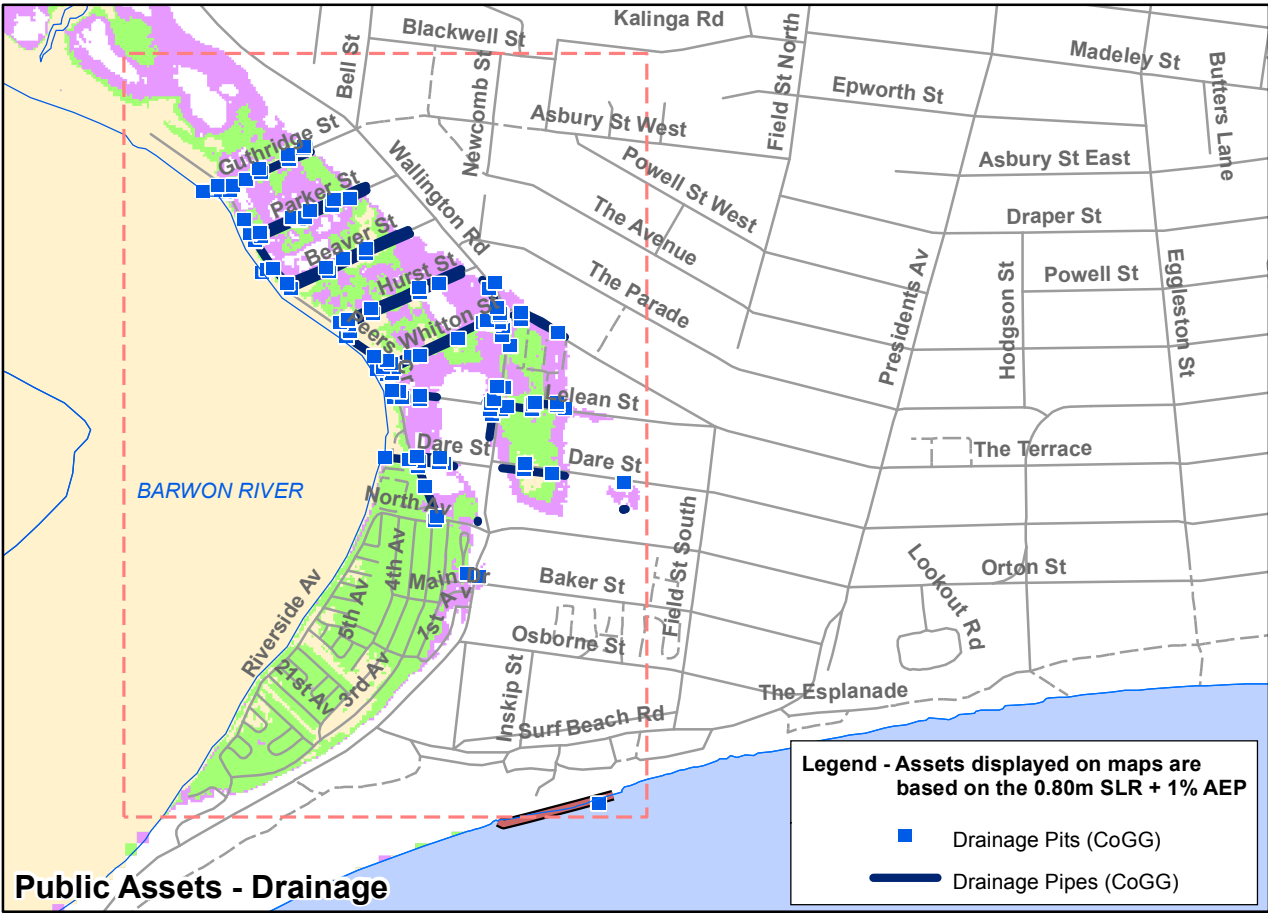 Kalinga Rd
Blackwell St
Madeley St
Bell St
Newcomb St
Field St North
Butters Lane
Epworth St
Asbury St West
Guthridge St
Wallington Rd
Powell St West
Asbury St East
Parker St
The Avenue
Draper St
Beaver St
Hurst St
The Parade
Presidents Av
Hodgson St
Powell St
Eggleston St
Whitton St
Lelean St
Dare St
Dare St
The Terrace
BARWON RIVER
North Av
4th Av
Field St South
Lookout Rd
Orton St
Main Dr
Baker St
5th Av
Riverside Av
Osborne St
21st Av
3rd Av
Inskip St
The Esplanade
Surf Beach Rd
Legend - Assets displayed on maps are
based on the 0.80m SLR + 1% AEP
Drainage Pits (CoGG)
Drainage Pipes (CoGG)
Public Assets - Drainage